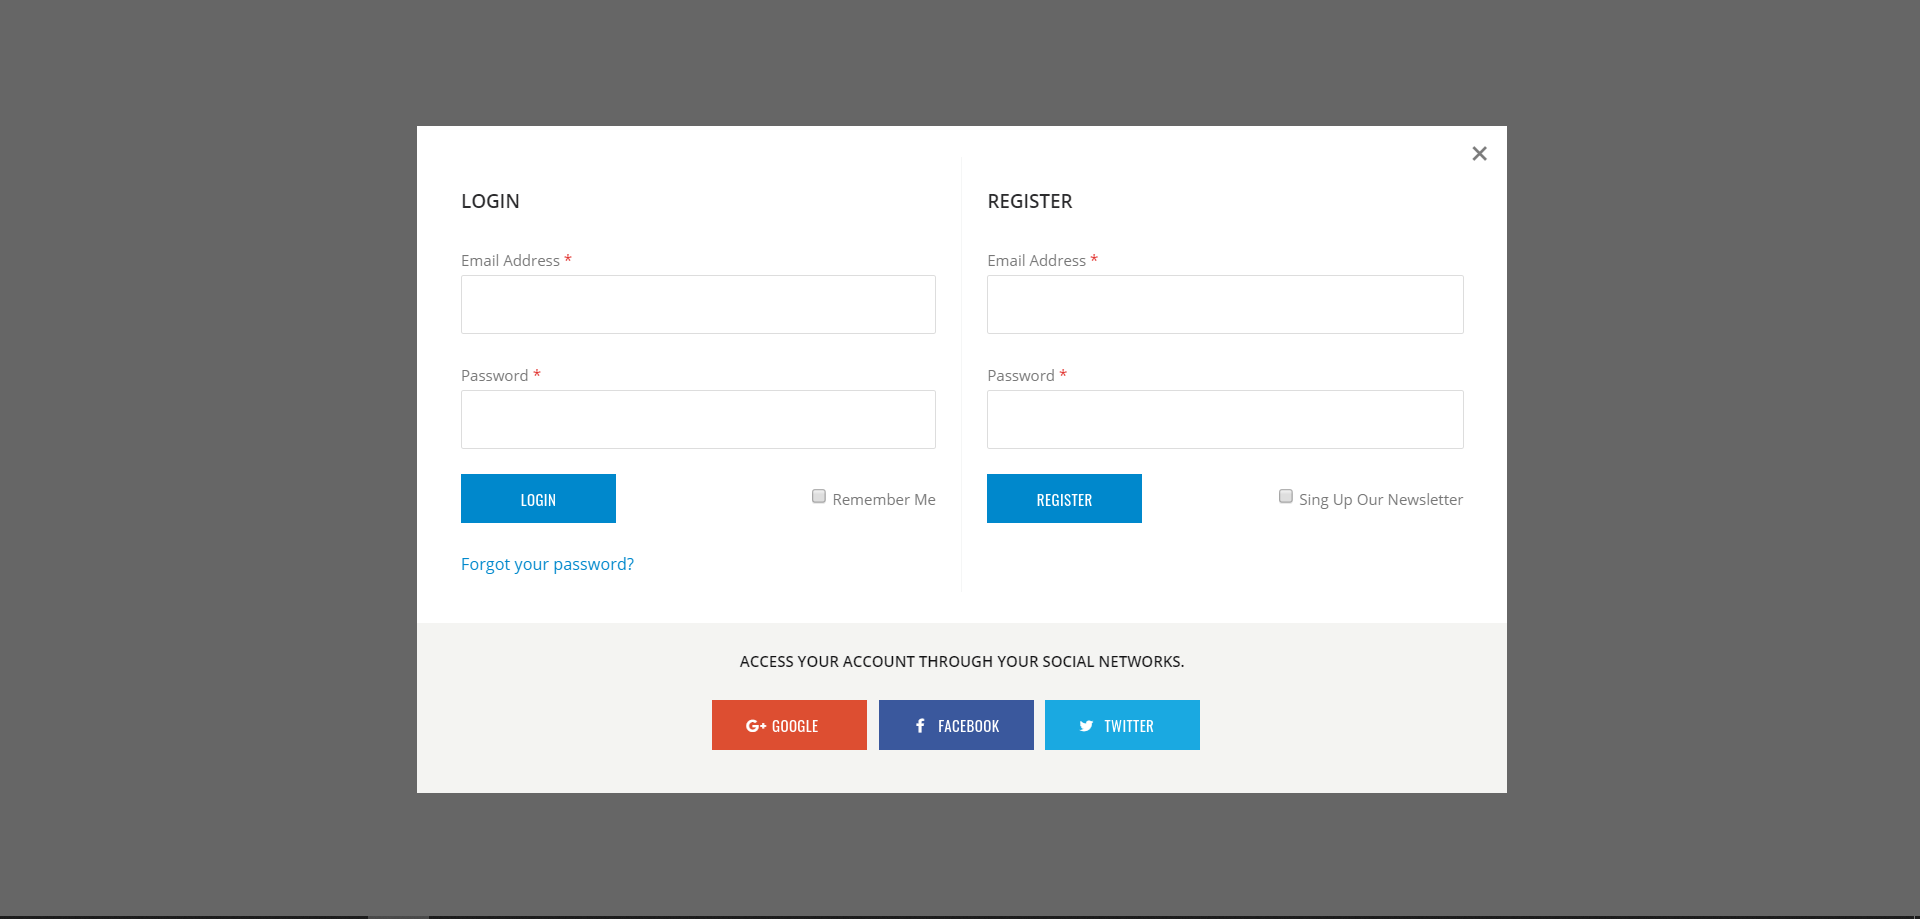 LOGIN
Email Address *
Password *
LOGIN
Remember Me
Forgot your password?
REGISTER
Email Address *
Password *
REGISTER
Sing Up Our Newsletter
ACCESS YOUR ACCOUNT THROUGH YOUR SOCIAL NETWORKS.
G+ GOOGLE
f FACEBOOK
TWITTER